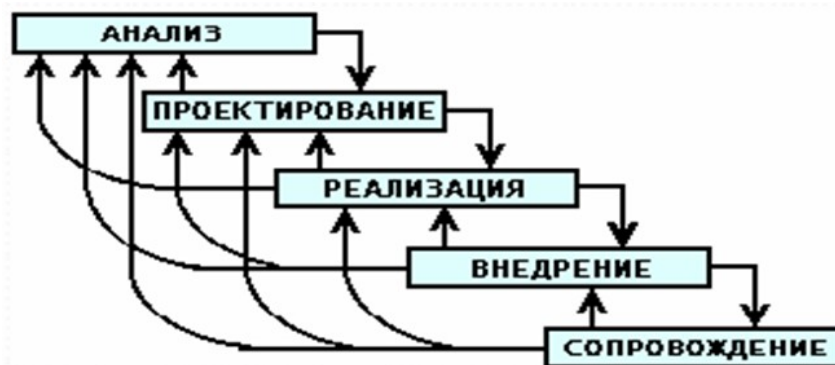 АНАЛИЗ
ПРОЕКТИРОВАНИЕ
РЕАЛИЗАЦИЯ
ВНЕДРЕНИЕ
СОПРОВОЖДЕНИЕ